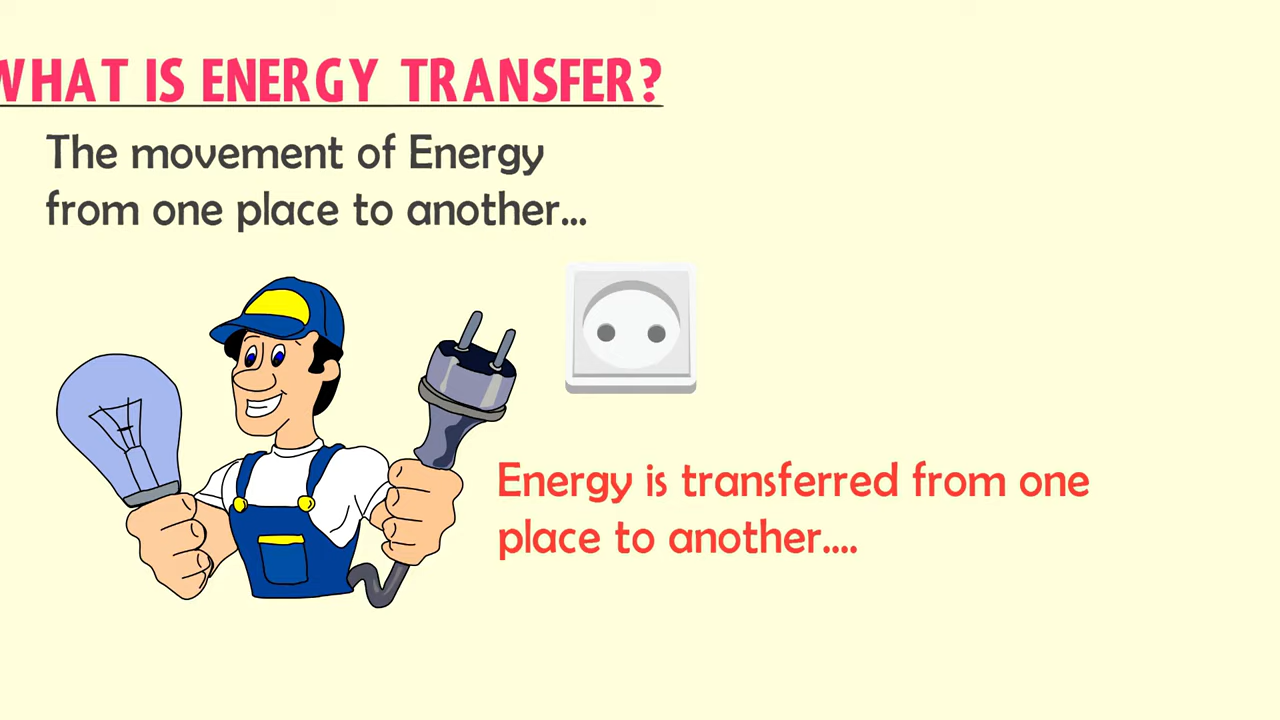 WHAT IS ENERGY TRANSFER?
The movement of Energy
from one place to another...
Energy is transferred from one
place to another....